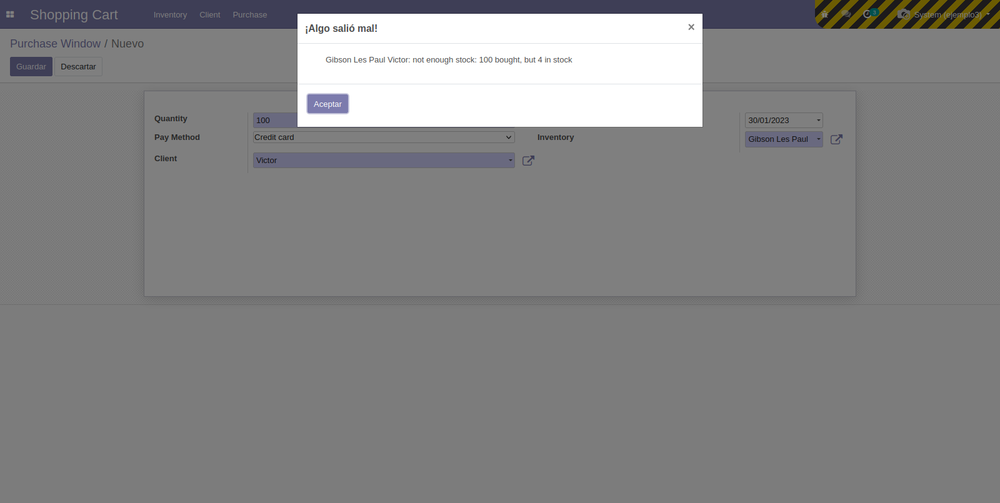 Shopping Cart Inventory Client Purchase 3 System (ejemplo3)
¡Algo salió mal! ×
Purchase Window / Nuevo
Gibson Les Paul Victor: not enough stock: 100 bought, but 4 in stock
Guardar Descartar
Aceptar
Quantity 100 30/01/2023
Pay Method Credit card Inventory Gibson Les Paul
Client Victor